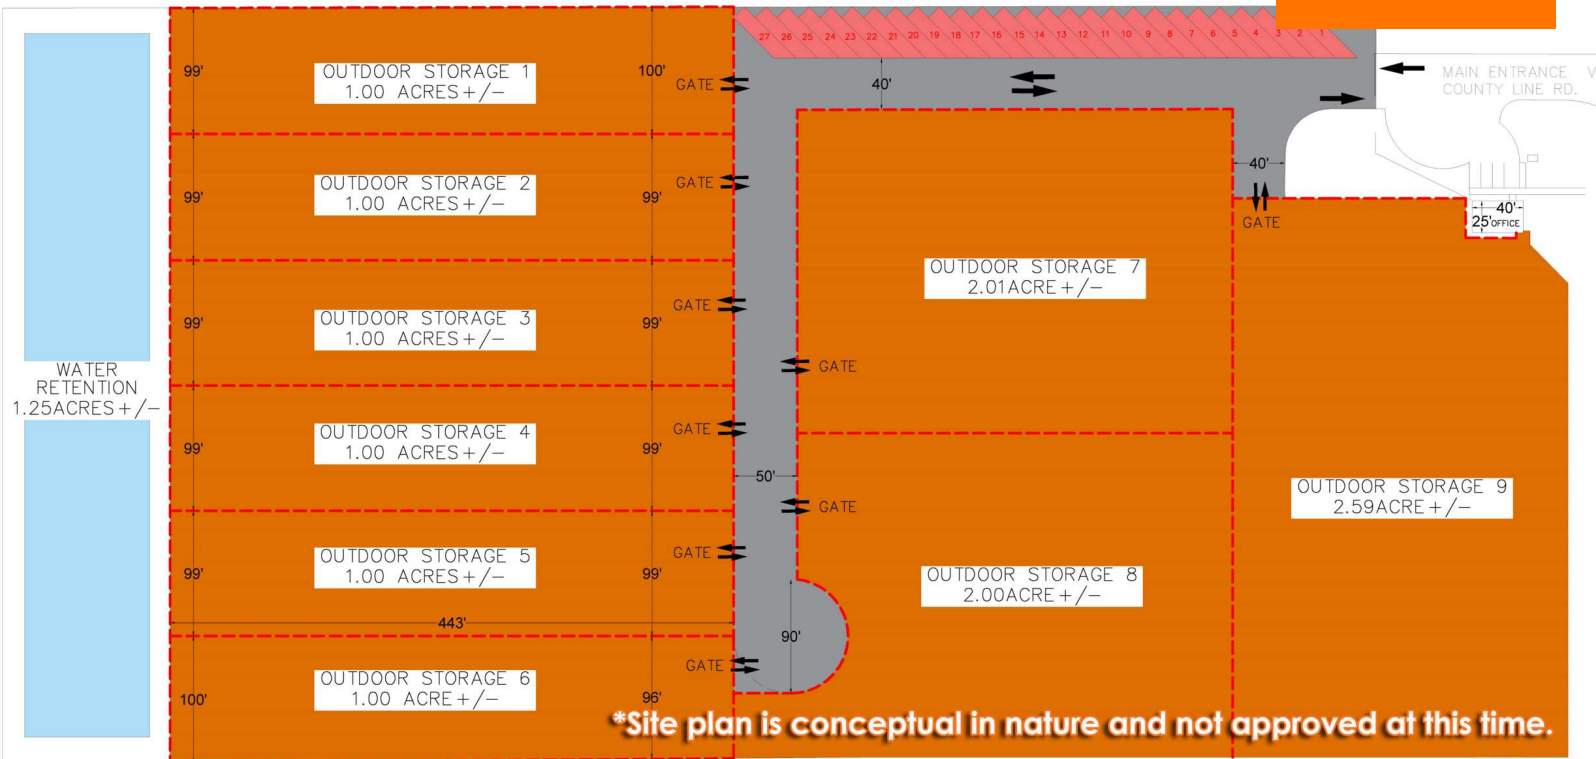 27 26 25 24 23 22 21 20 19 18 17 16 15 14 13 12 11 10 9 8 7 6 5 4 3 2 1
99'
OUTDOOR STORAGE 1
1.00 ACRES+/-
100'
GATE
40'
MAIN ENTRANCE V
COUNTY LINE RD.
99'
OUTDOOR STORAGE 2
1.00 ACRES+/-
99'
GATE
40'
GATE
40'
25' OFFICE
99'
OUTDOOR STORAGE 3
1.00 ACRES+/-
99'
GATE
OUTDOOR STORAGE 7
2.01ACRE+/-
GATE
WATER
RETENTION
1.25ACRES+/-
99'
OUTDOOR STORAGE 4
1.00 ACRES+/-
99'
GATE
50'
GATE
OUTDOOR STORAGE 9
2.59ACRE+/-
99'
OUTDOOR STORAGE 5
1.00 ACRES+/-
99'
GATE
OUTDOOR STORAGE 8
2.00ACRE+/-
443'
90'
100'
OUTDOOR STORAGE 6
1.00 ACRE+/-
96'
GATE
*Site plan is conceptual in nature and not approved at this time.